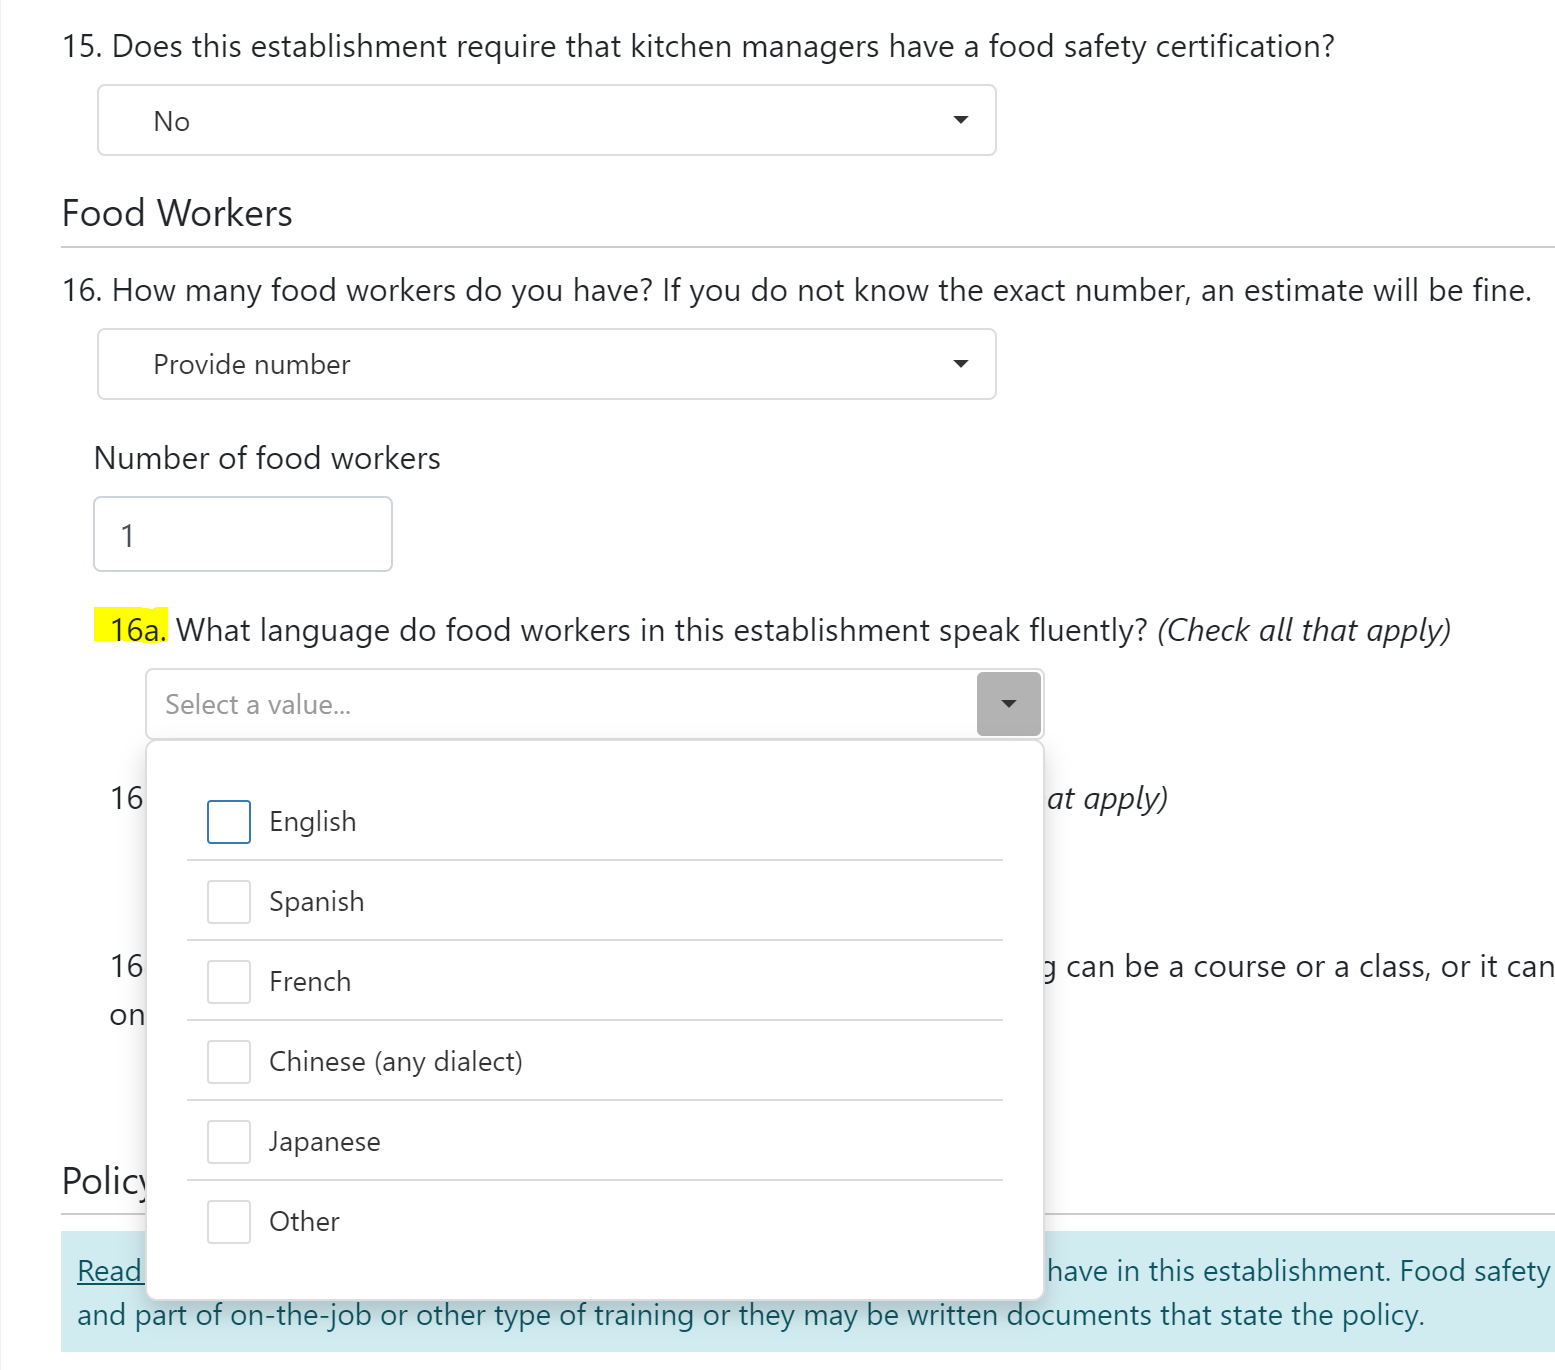 15. Does this establishment require that kitchen managers have a food safety certification?
No
Food Workers
16. How many food workers do you have? If you do not know the exact number, an estimate will be fine.
Provide number
Number of food workers
1
16a. What language do food workers in this establishment speak fluently? (Check all that apply)
Select a value...
16 at apply)
English
Spanish
French
16 can be a course or a class, or it can
on
Chinese (any dialect)
Japanese
Policy
Other
Read have in this establishment. Food safety
and part of on-the-job or other type of training or they may be written documents that state the policy.